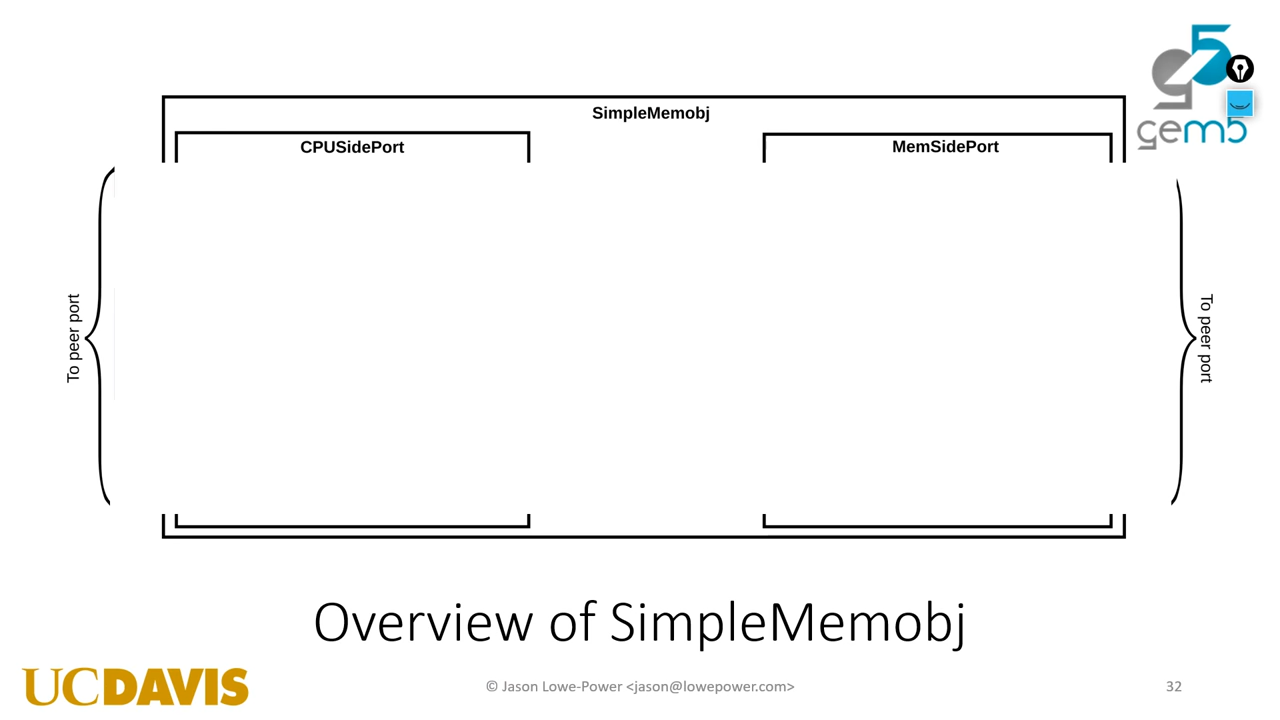 SimpleMemobj
CPUSidePort
MemSidePort
gem5
To peer port
To peer port
Overview of SimpleMemobj
UCDAVIS
© Jason Lowe-Power <jason@lowepower.com>
32